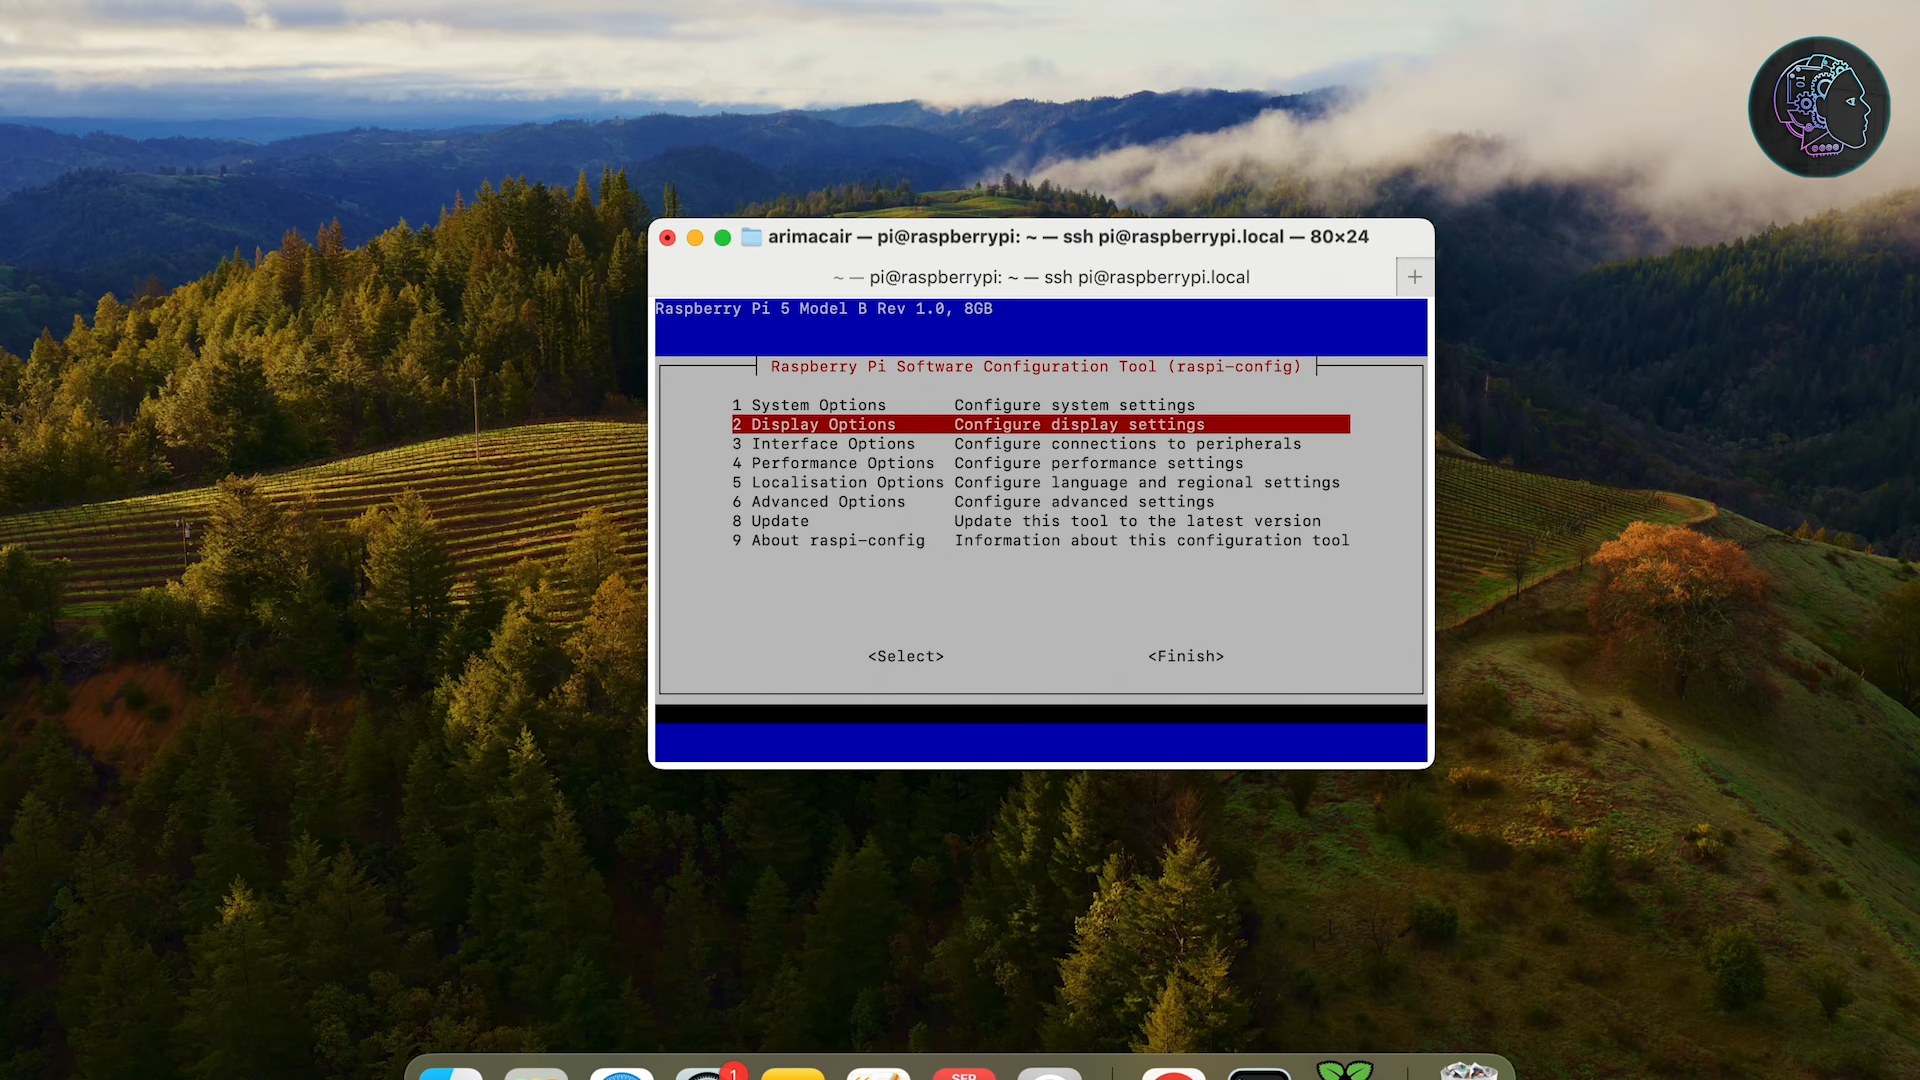 arimacair — pi@raspberrypi: ~ — ssh pi@raspberrypi.local — 80×24
~ — pi@raspberrypi: ~ — ssh pi@raspberrypi.local
Raspberry Pi 5 Model B Rev 1.0, 8GB
Raspberry Pi Software Configuration Tool (raspi-config)
1 System Options Configure system settings
2 Display Options Configure display settings
3 Interface Options Configure connections to peripherals
4 Performance Options Configure performance settings
5 Localisation Options Configure language and regional settings
6 Advanced Options Configure advanced settings
8 Update Update this tool to the latest version
9 About raspi-config Information about this configuration tool
<Select> <Finish>
1
SEP